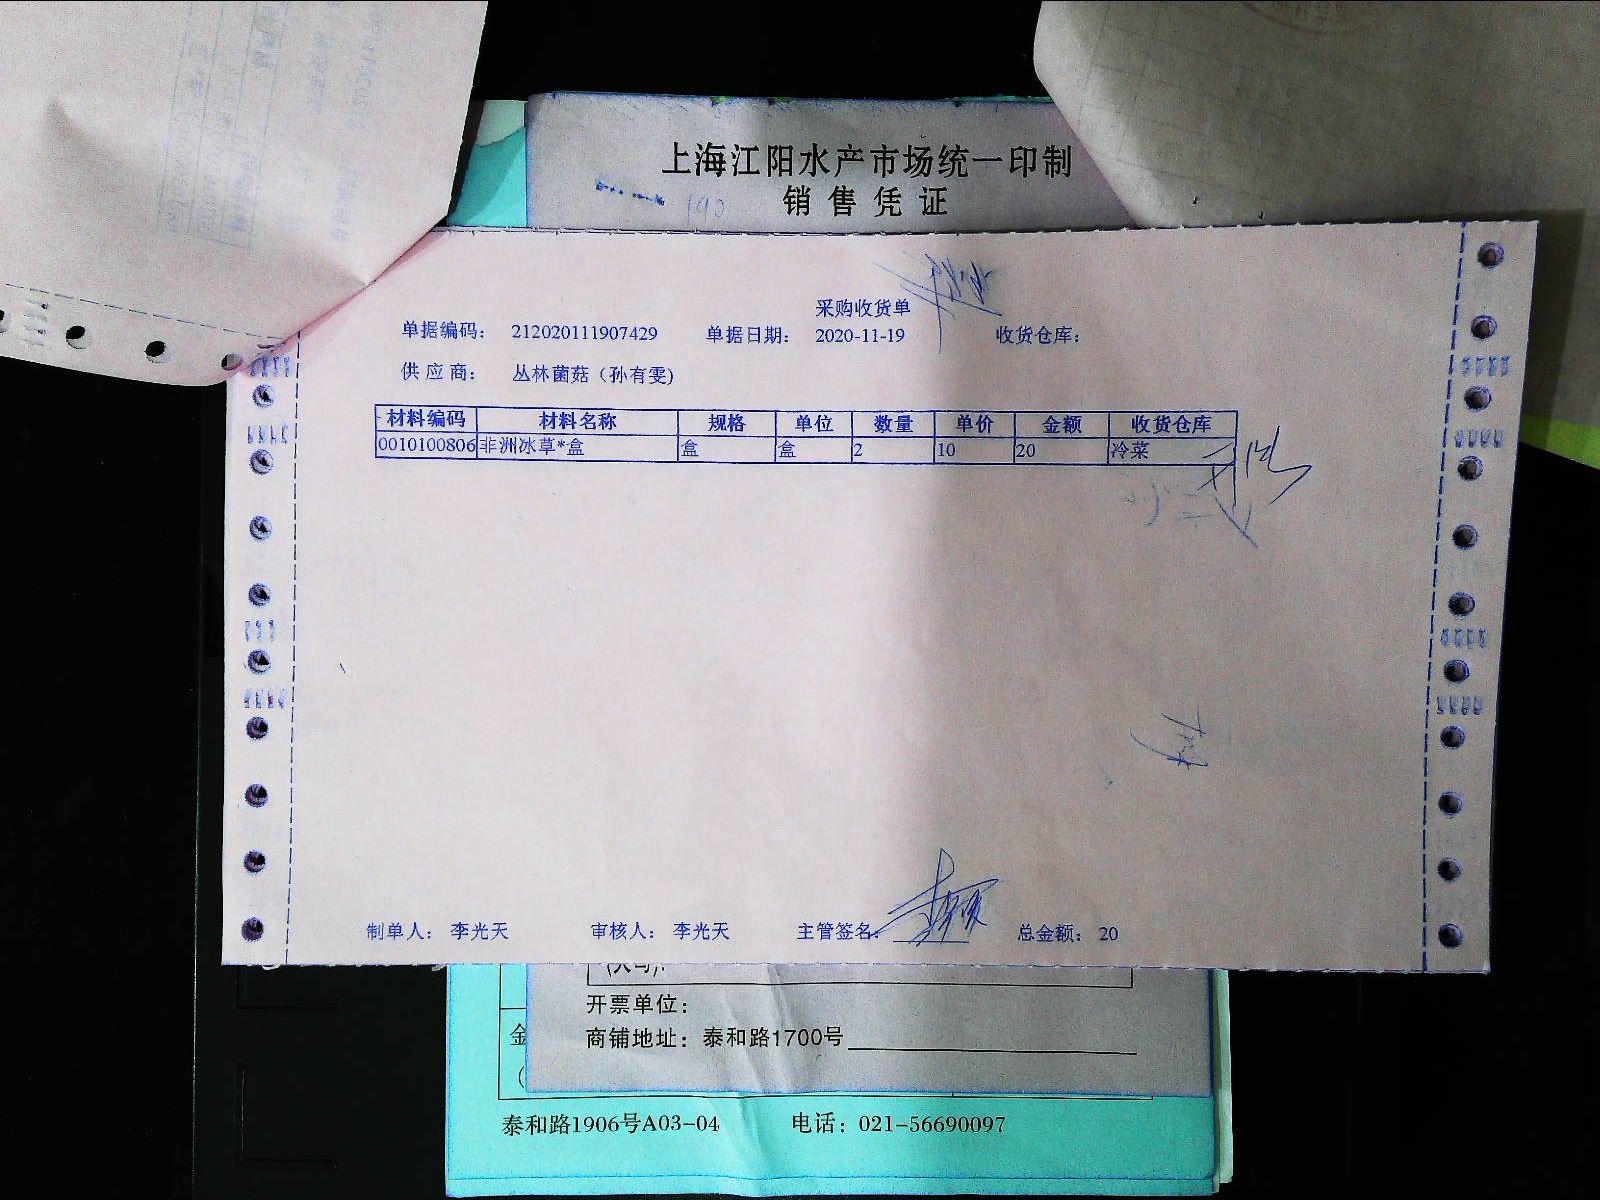 上海江阳水产市场统一印制
销售凭证
190
采购收货单
单据编码： 212020111907429 单据日期： 2020-11-19 收货仓库：
供应商： 丛林菌菇（孙有雯)
材料编码 材料名称 规格 单位 数量 单价 金额 收货仓库
0010100806 非洲冰草*盒 盒 盒 2 10 20 冷菜
制单人： 李光天 审核人： 李光天 主管签名： 总金额： 20
开票单位：
商铺地址：泰和路1700号
金
泰和路1906号A03-04 电话：021-56690097